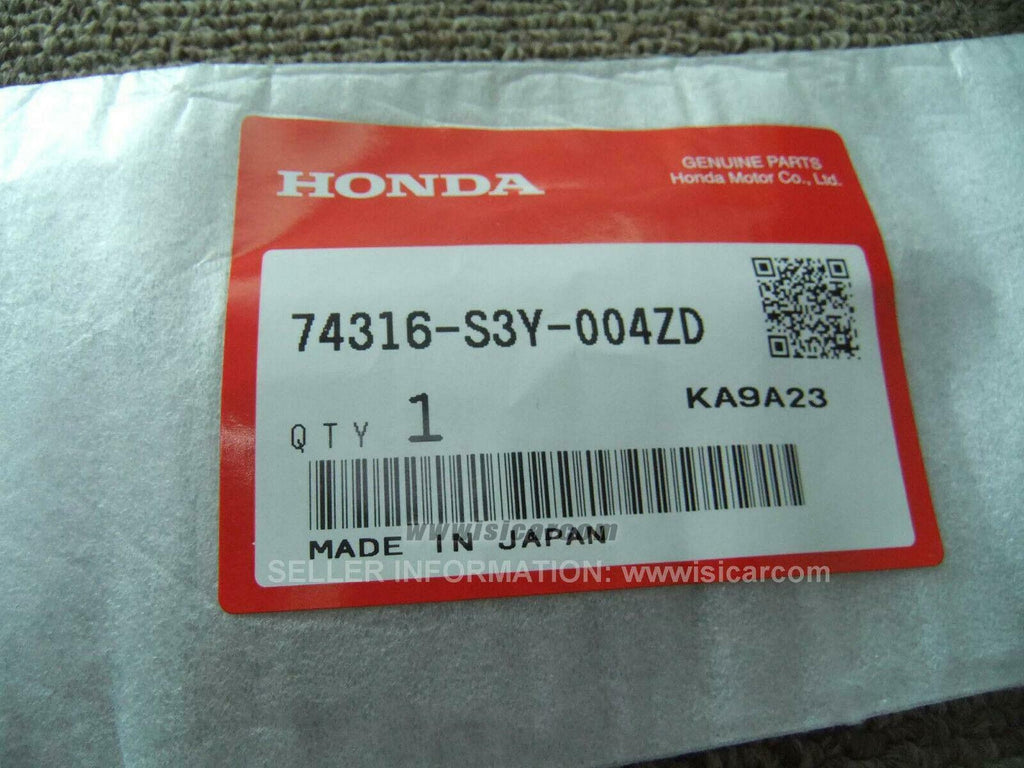 HONDA
GENUINE PARTS
Honda Motor Co., Ltd.
74316-S3Y-004ZD
KA9A23
QTY 1
www.isicar.com
MADE IN JAPAN
SELLER INFORMATION: wwwisicarcom